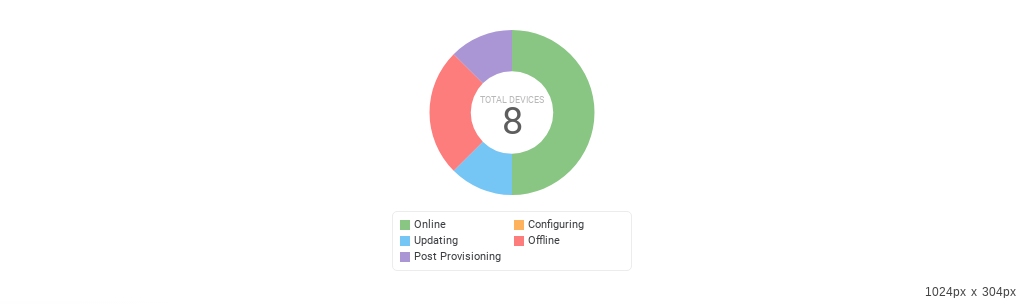 TOTAL DEVICES
8
Online
Configuring
Updating
Offline
Post Provisioning
1024px x 304px